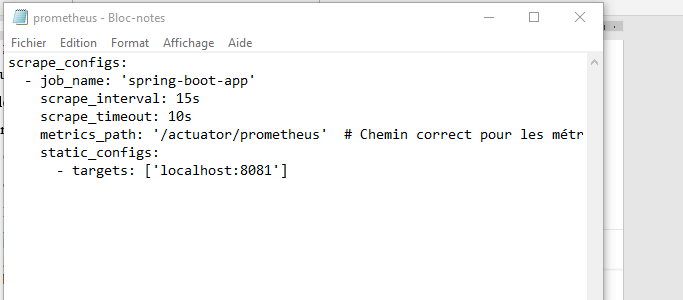 prometheus - Bloc-notes
Fichier Edition Format Affichage Aide
scrape_configs:
  - job_name: 'spring-boot-app'
    scrape_interval: 15s
    scrape_timeout: 10s
    metrics_path: '/actuator/prometheus'  # Chemin correct pour les métr
    static_configs:
      - targets: ['localhost:8081']